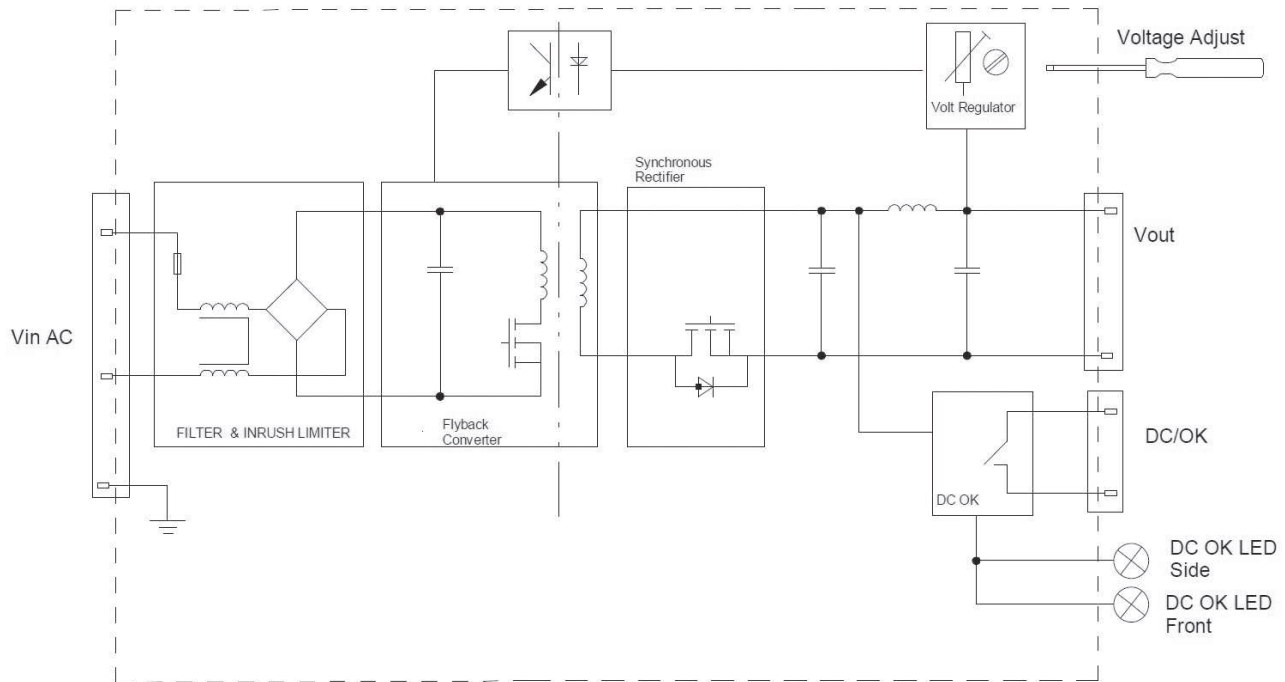 Voltage Adjust
Volt Regulator
Synchronous
Rectifier
Vout
Vin AC
FILTER & INRUSH LIMITER
Flyback
Converter
DC/OK
DC OK
DC OK LED
Side
DC OK LED
Front